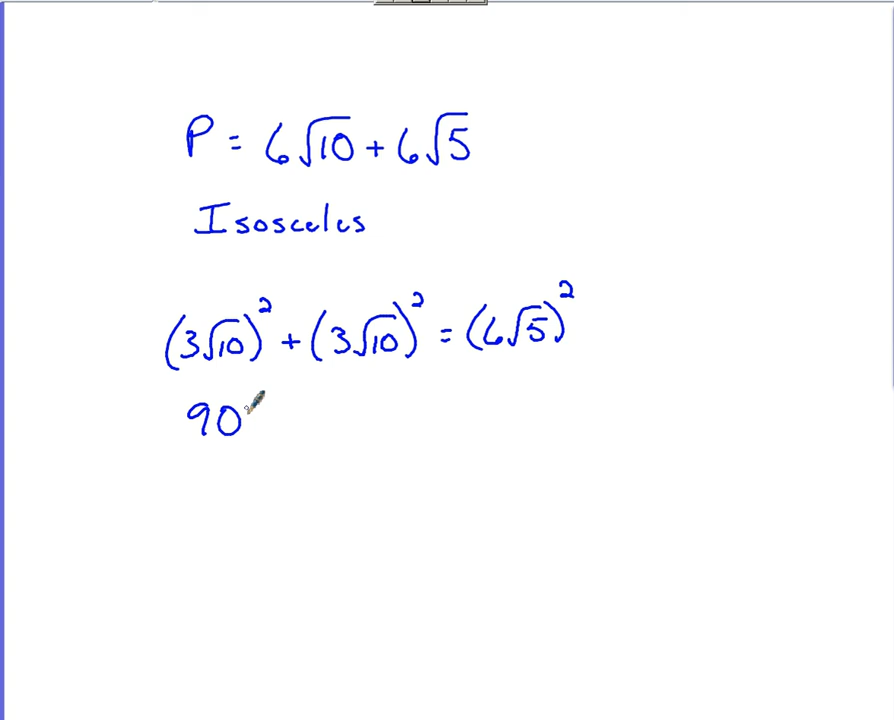 P = 6√10 + 6√5
Isosceles
(3√10)² + (3√10)² = (6√5)²
90